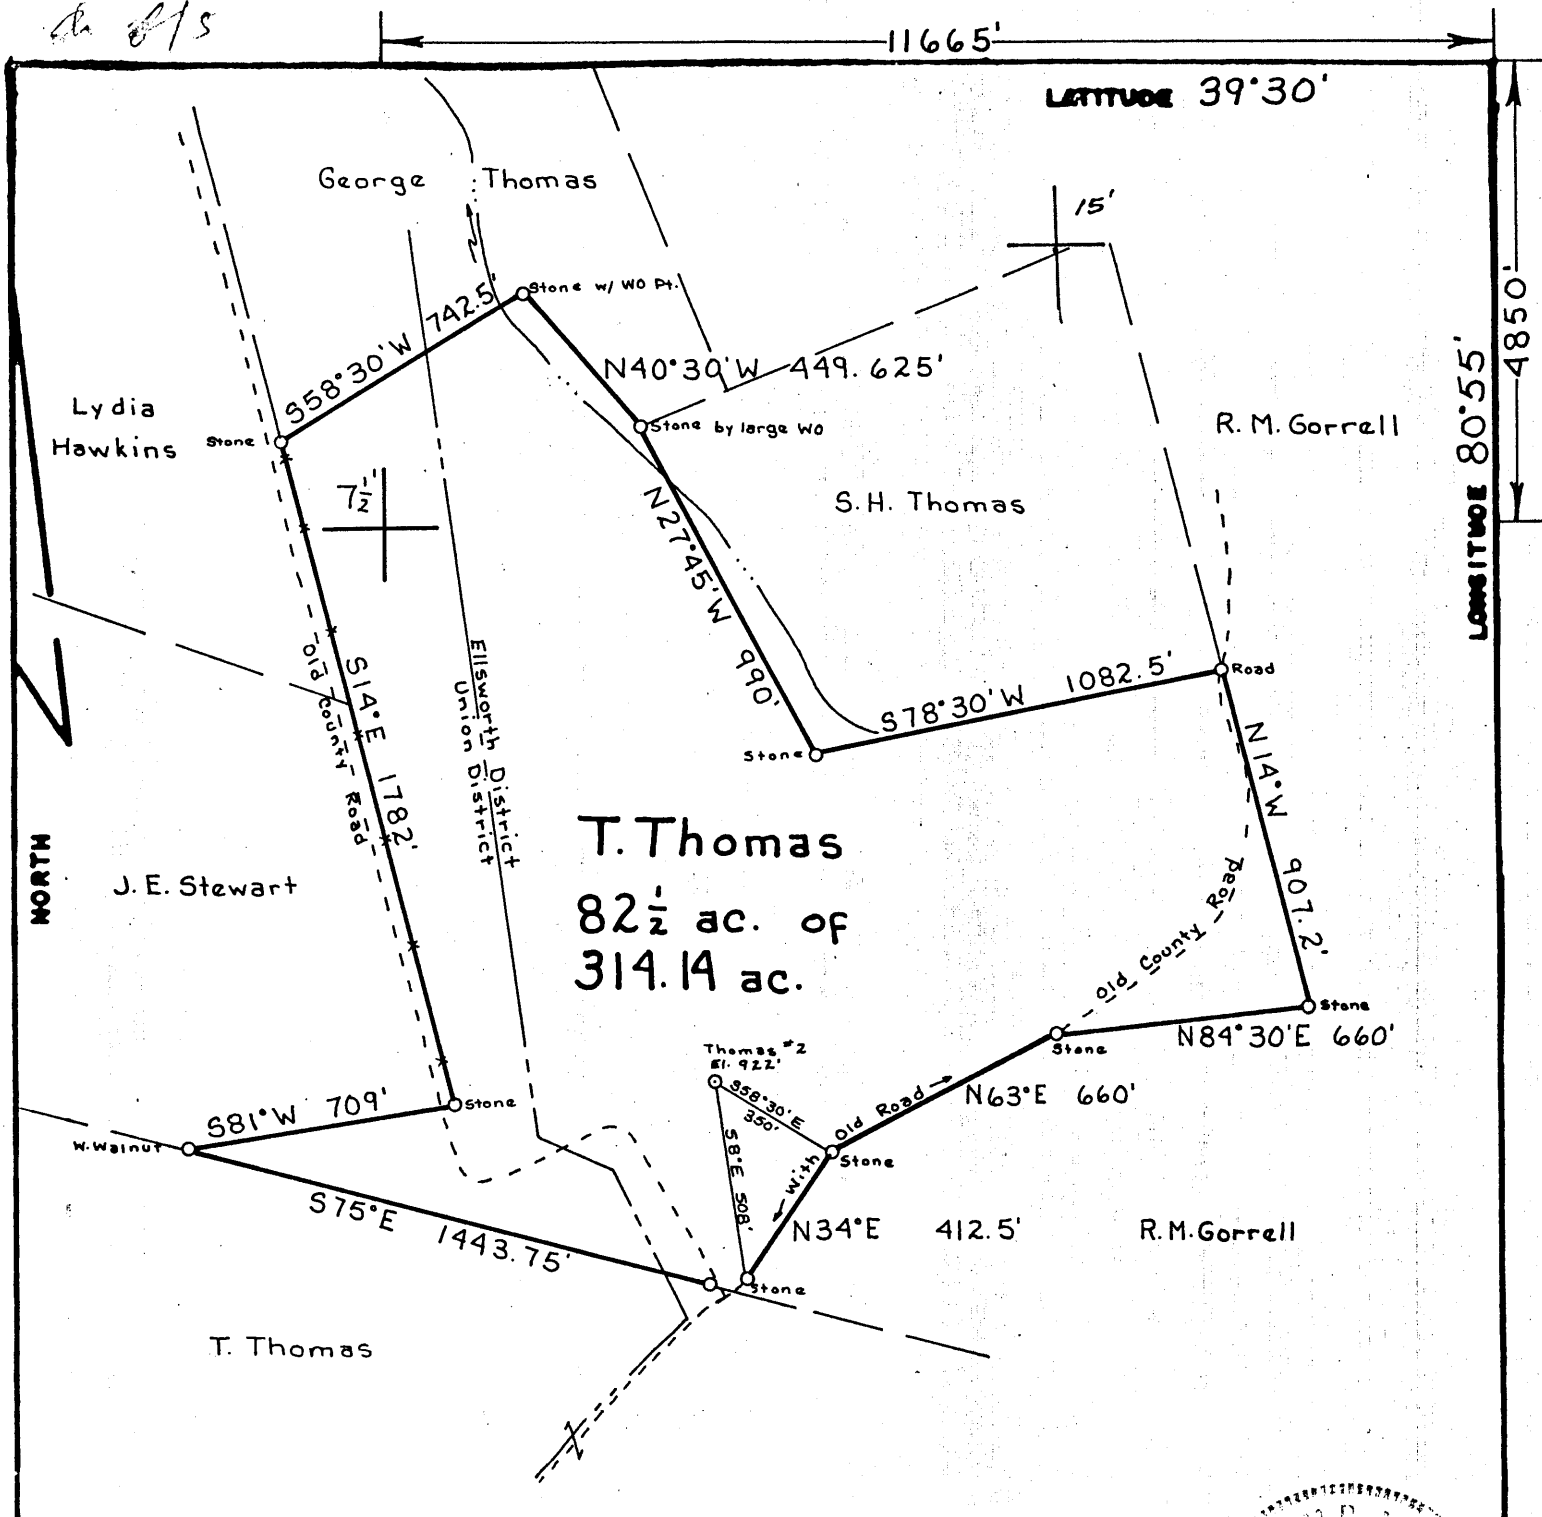 11665'
LATITUDE 39°30'
George Thomas
15'
4850'
Stone w/ WO Pt.
S58°30'W 742.5'
N40°30'W 449.625'
Lydia
Hawkins
Stone
Stone by large WO
R.M. Gorrell
LONGITUDE 80°55'
7½'
S.H. Thomas
N27°45'W 990'
Ellsworth District
Union District
S14°E 1782'
Old County Road
S78°30'W 1082.5'
Road
Stone
N14°W 907.2'
T. Thomas
82½ ac. of
314.14 ac.
NORTH
J.E. Stewart
Old County Road
Stone
N84°30'E 660'
Stone
Thomas #2
El. 922'
S58°30'E
350'
S8°E 508'
With Old Road
N63°E 660'
S81°W 709'
Stone
W. Walnut
Stone
S75°E 1443.75'
N34°E 412.5'
R.M. Gorrell
Stone
T. Thomas